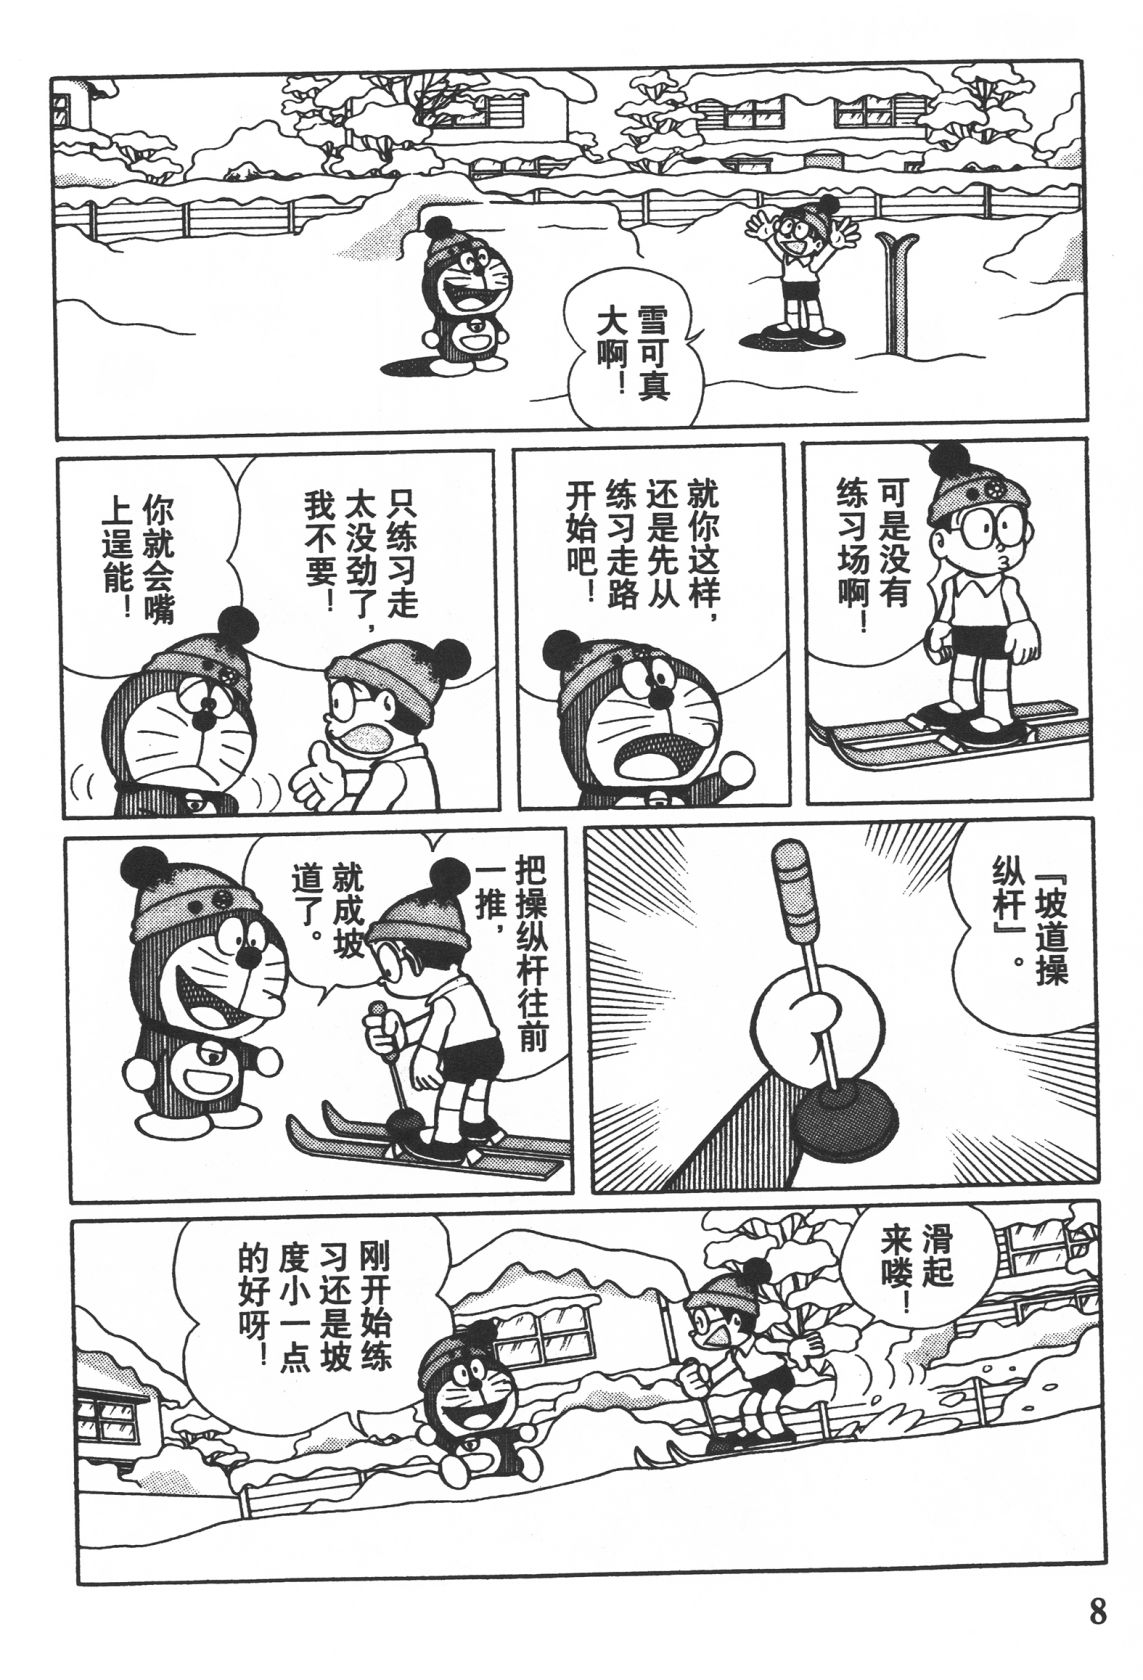 雪可真
大啊！
可是没有
练习场啊！
就你这样，
还是先从
练习走路
开始吧！
只练习走
太没劲了，
我不要！
你就会嘴
上逞能！
『坡道操
纵杆』。
把操纵杆往前
一推，
就成坡
道了。
滑起
来喽！
刚开始练
习还是坡
度小一点
的好呀！
8